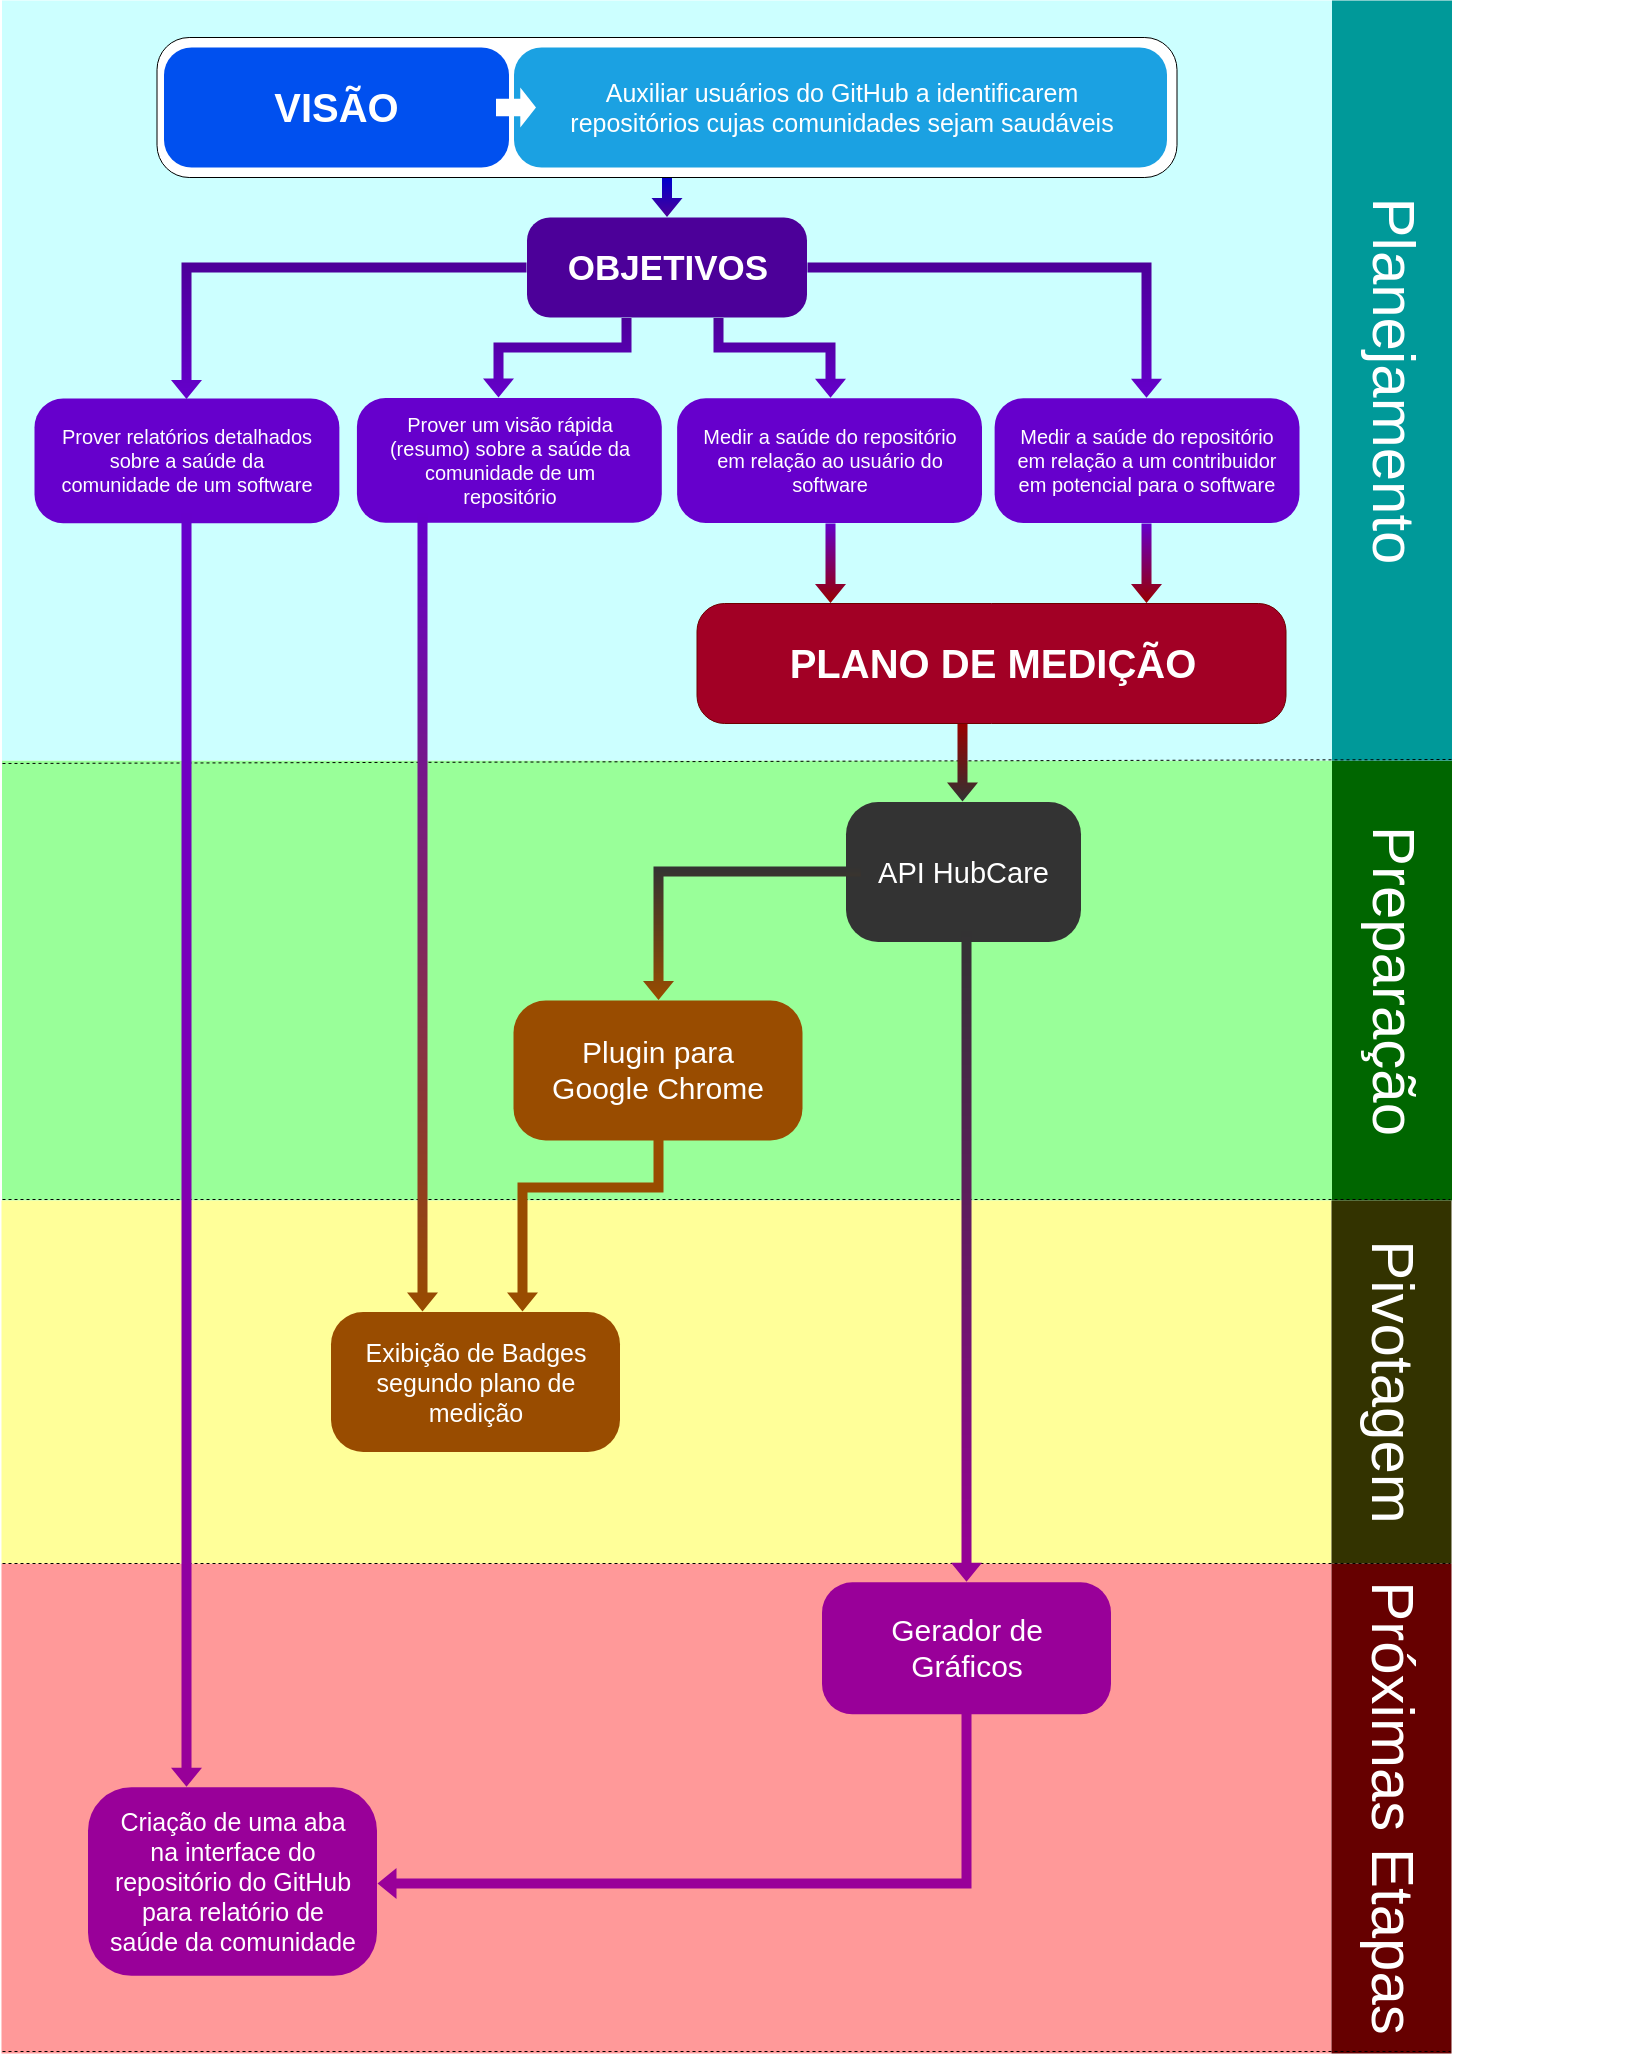 VISÃO
Auxiliar usuários do GitHub a identificarem
repositórios cujas comunidades sejam saudáveis
OBJETIVOS
Prover relatórios detalhados
sobre a saúde da
comunidade de um software
Prover um visão rápida
(resumo) sobre a saúde da
comunidade de um
repositório
Medir a saúde do repositório
em relação ao usuário do
software
Medir a saúde do repositório
em relação a um contribuidor
em potencial para o software
PLANO DE MEDIÇÃO
Planejamento
API HubCare
Plugin para
Google Chrome
Preparação
Exibição de Badges
segundo plano de
medição
Pivotagem
Gerador de
Gráficos
Criação de uma aba
na interface do
repositório do GitHub
para relatório de
saúde da comunidade
Próximas Etapas